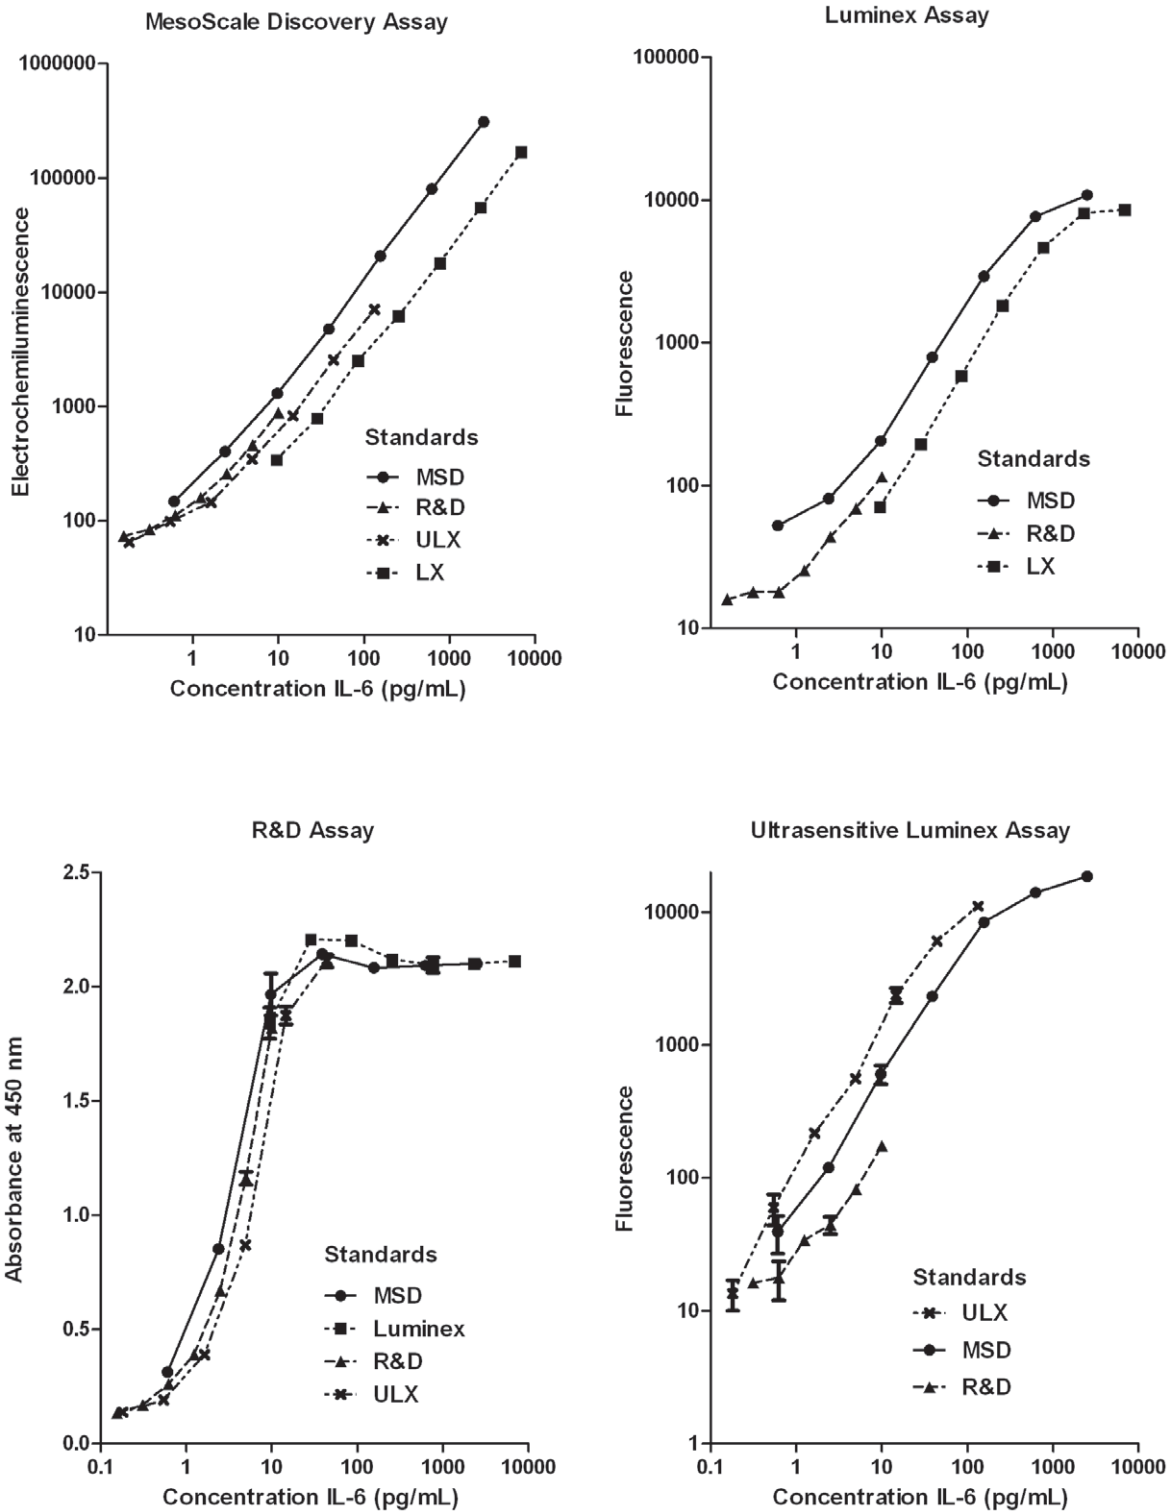 MesoScale Discovery Assay
Electrochemiluminescence
1000000
100000
10000
1000
100
10
Standards
MSD
R&D
ULX
LX
1 10 100 1000 10000
Concentration IL-6 (pg/mL)
Luminex Assay
Fluorescence
100000
10000
1000
100
10
Standards
MSD
R&D
LX
1 10 100 1000 10000
Concentration IL-6 (pg/mL)
R&D Assay
Absorbance at 450 nm
2.5
2.0
1.5
1.0
0.5
0.0
Standards
MSD
Luminex
R&D
ULX
0.1 1 10 100 1000 10000
Concentration IL-6 (pg/mL)
Ultrasensitive Luminex Assay
Fluorescence
10000
1000
100
10
1
Standards
ULX
MSD
R&D
0.1 1 10 100 1000 10000
Concentration IL-6 (pg/mL)